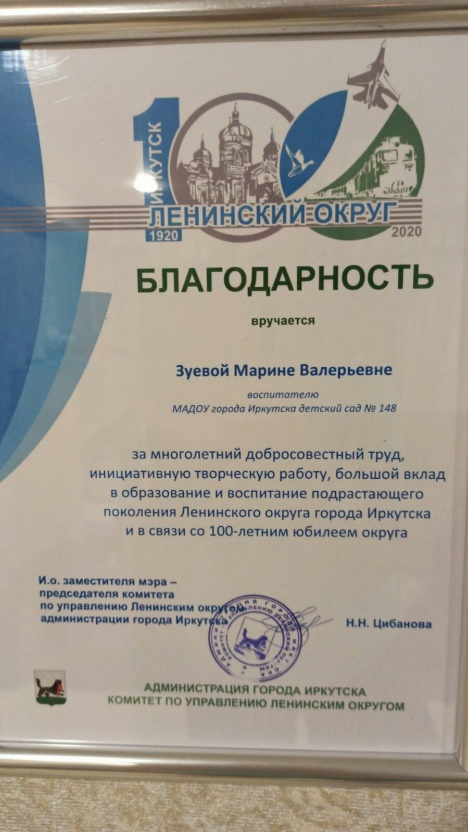 100
ИРКУТСК
ЛЕНИНСКИЙ ОКРУГ
1920
2020
БЛАГОДАРНОСТЬ
вручается
Зуевой Марине Валерьевне
воспитателю
МАДОУ города Иркутска детский сад № 148
за многолетний добросовестный труд,
инициативную творческую работу, большой вклад
в образование и воспитание подрастающего
поколения Ленинского округа города Иркутска
и в связи со 100-летним юбилеем округа
И.о. заместителя мэра –
председателя комитета
по управлению Ленинским округом
администрации города Иркутска
Н.Н. Цибанова
АДМИНИСТРАЦИЯ ГОРОДА ИРКУТСКА
КОМИТЕТ ПО УПРАВЛЕНИЮ ЛЕНИНСКИМ ОКРУГОМ